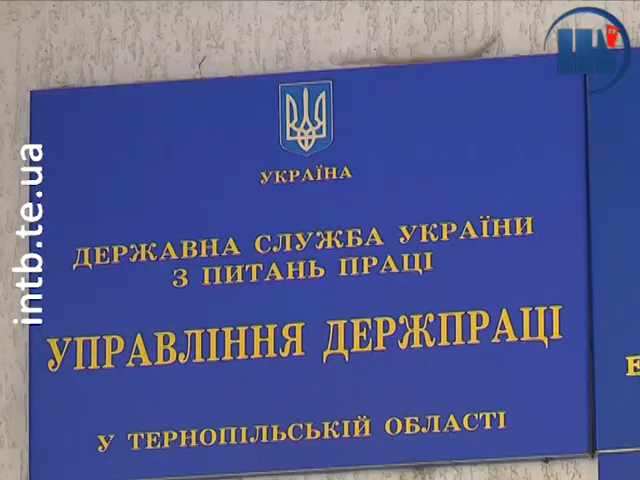 УКРАЇНА
ДЕРЖАВНА СЛУЖБА УКРАЇНИ
З ПИТАНЬ ПРАЦІ
УПРАВЛІННЯ ДЕРЖПРАЦІ
У ТЕРНОПІЛЬСЬКІЙ ОБЛАСТІ
intb.te.ua